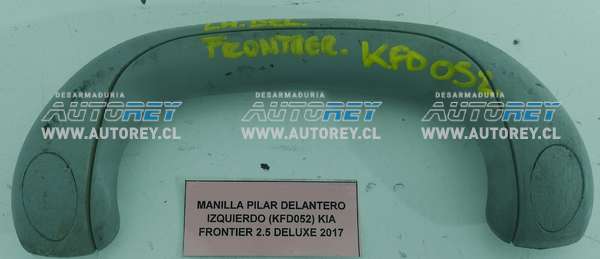 FRONTIER. KFD052
DESARMADURIA DESARMADURIA DESARMADURIA
AUTOREY AUTOREY AUTOREY
WWW.AUTOREY.CL WWW.AUTOREY.CL WWW.AUTOREY.CL
MANILLA PILAR DELANTERO
IZQUIERDO (KFD052) KIA
FRONTIER 2.5 DELUXE 2017